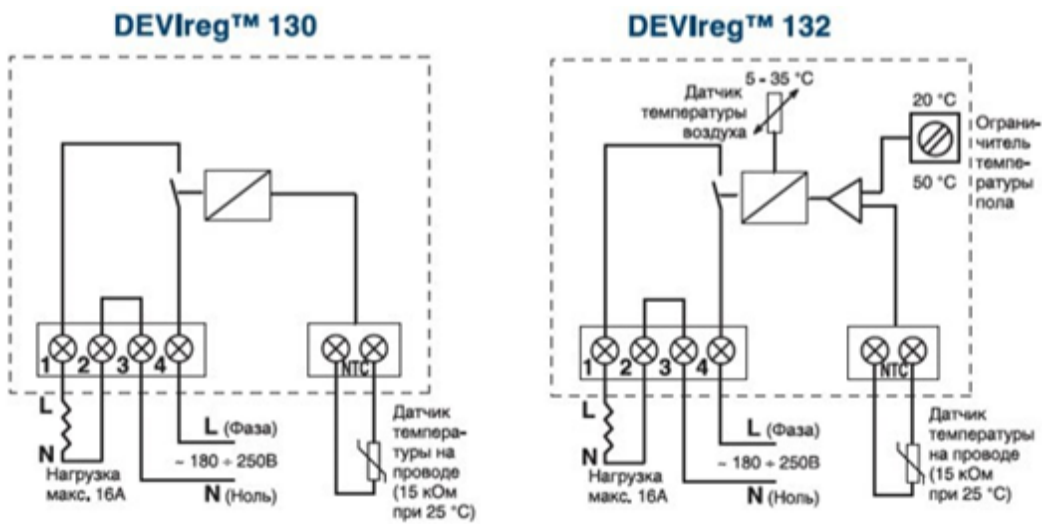 DEVIreg™ 130
1 2 3 4
NTC
L
N
Нагрузка
макс. 16А
L (Фаза)
~ 180 ÷ 250В
N (Ноль)
Датчик
темпера-
туры на
проводе
(15 кОм
при 25 °C)
DEVIreg™ 132
5 - 35 °C
Датчик
температуры
воздуха
20 °C
50 °C
Ограни-
читель
темпе-
ратуры
пола
1 2 3 4
NTC
L
N
Нагрузка
макс. 16А
L (Фаза)
~ 180 ÷ 250В
N (Ноль)
Датчик
температуры
на проводе
(15 кОм
при 25 °C)